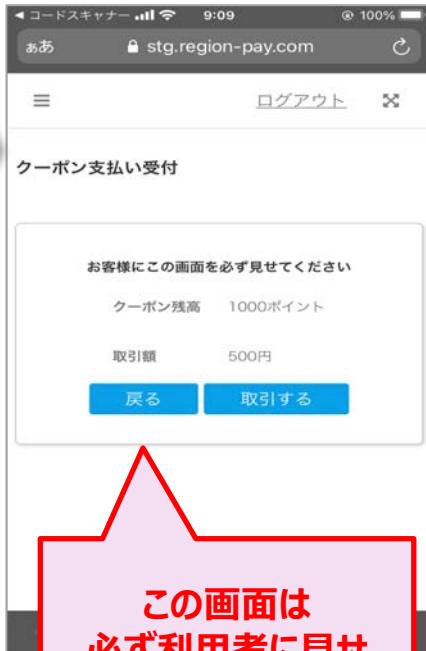 ◀ コードスキャナー 9:09 100%
ああ stg.region-pay.com
ログアウト
クーポン支払い受付
お客様にこの画面を必ず見せてください
クーポン残高 1000ポイント
取引額 500円
戻る 取引する
この画面は
必ず利用者に見せ